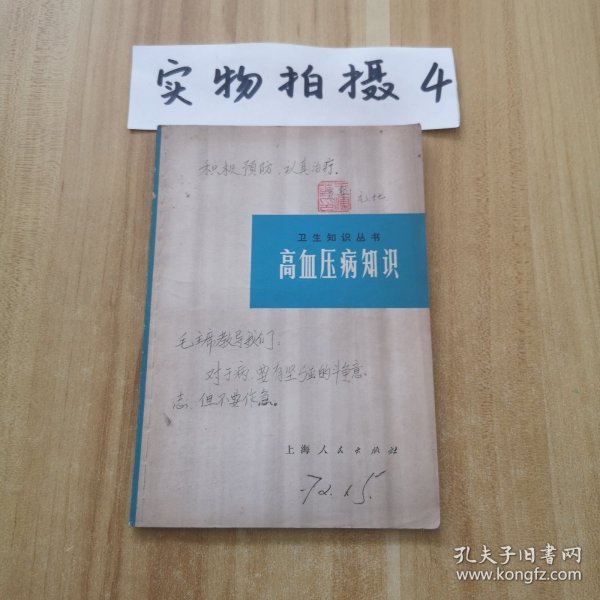 实物拍摄4
积极预防、认真治疗.
卫生知识丛书
高血压病知识
毛主席教导我们:
对于病,要有坚强的斗争意
志,但不要作急。
上海人民出版社
72.1.5.
孔夫子旧书网
www.kongfz.com